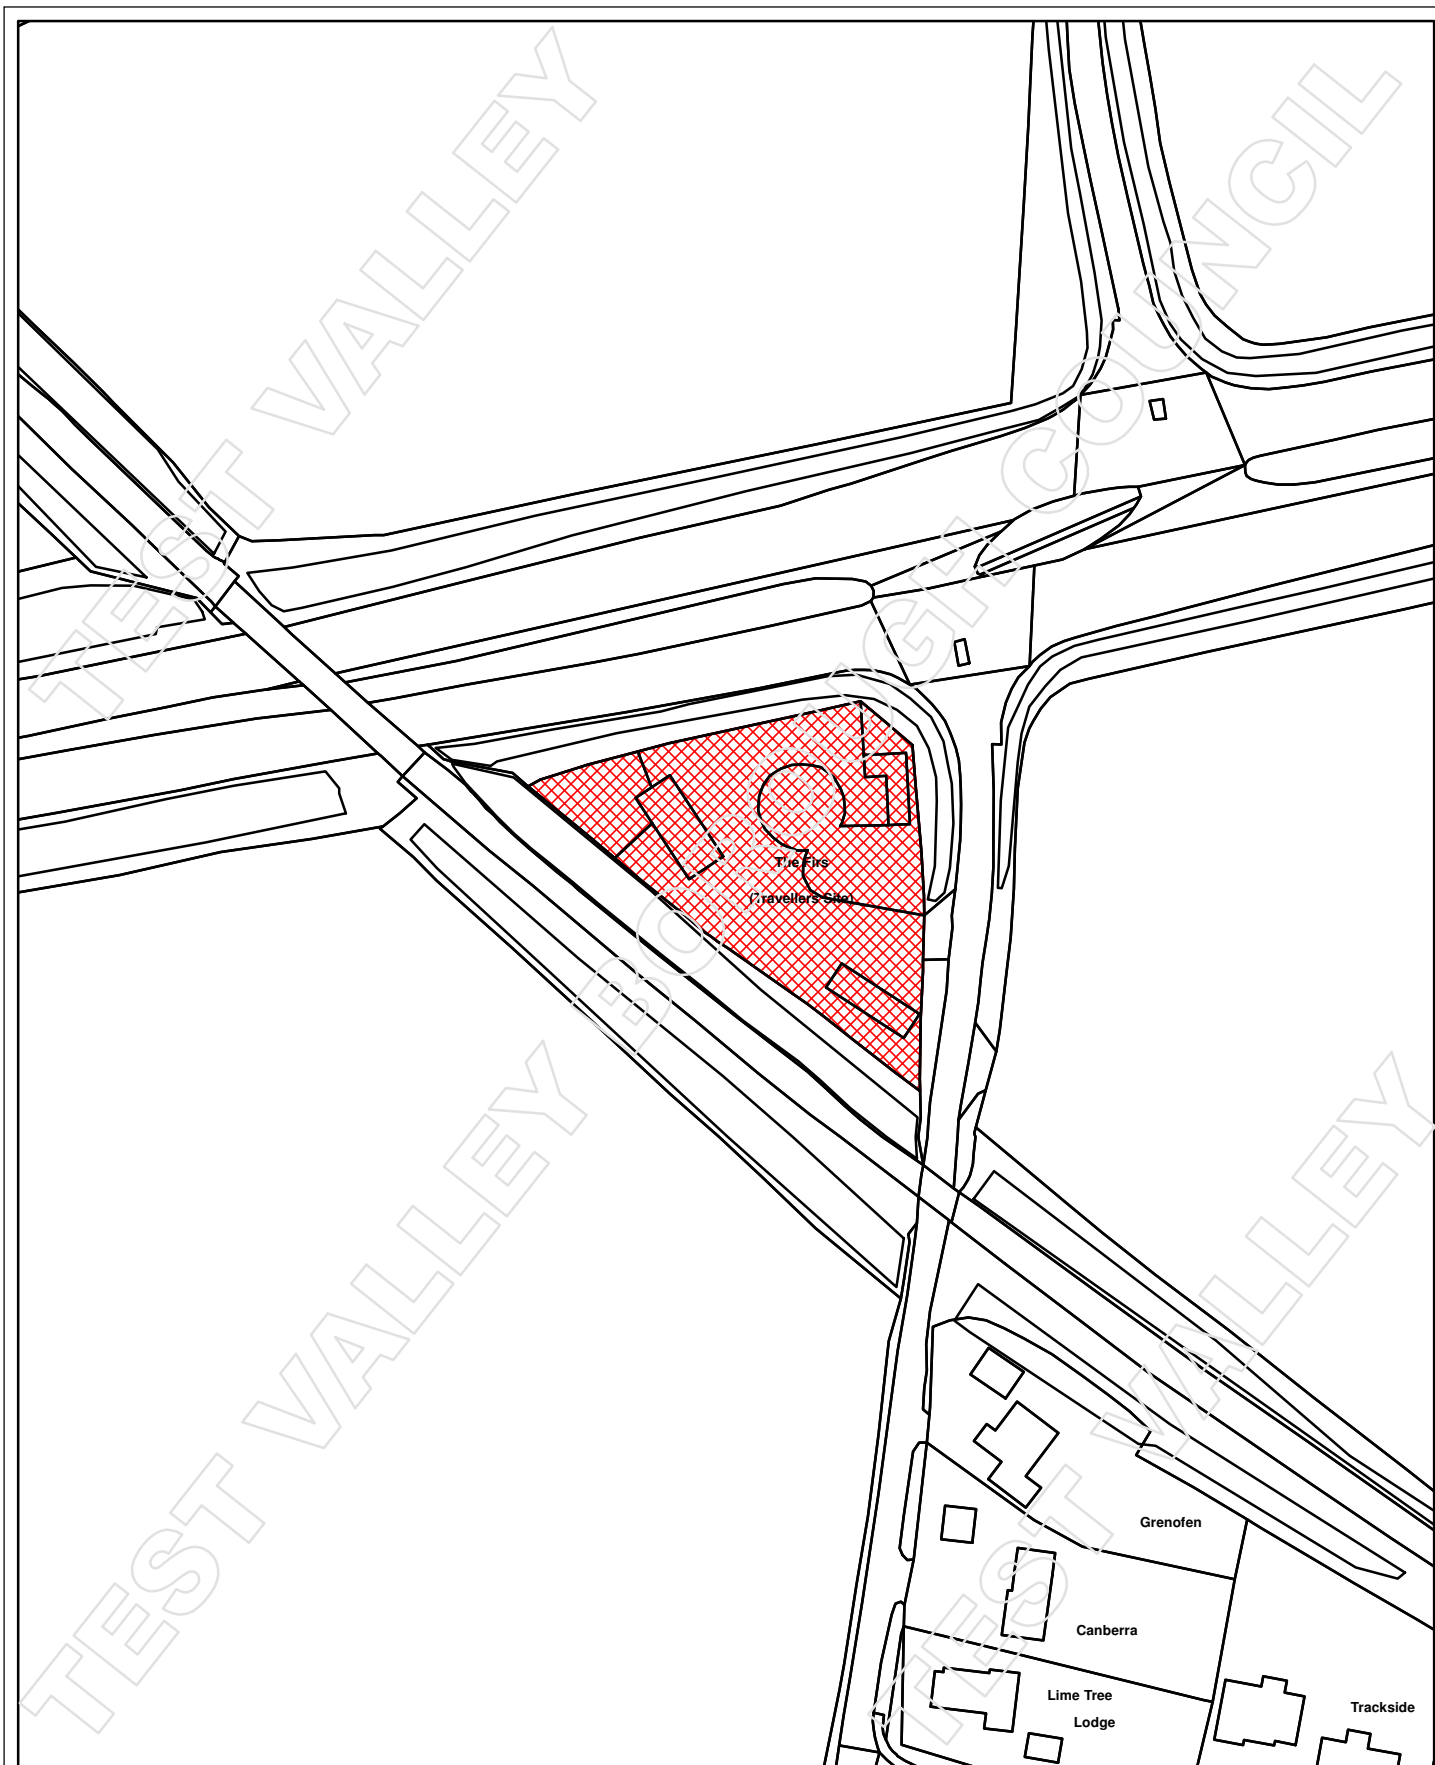 TEST VALLEY BOROUGH COUNCIL
The Firs
(Travellers Site)
TEST VALLEY
TEST VALLEY
Grenofen
Canberra
Lime Tree
Lodge
Trackside